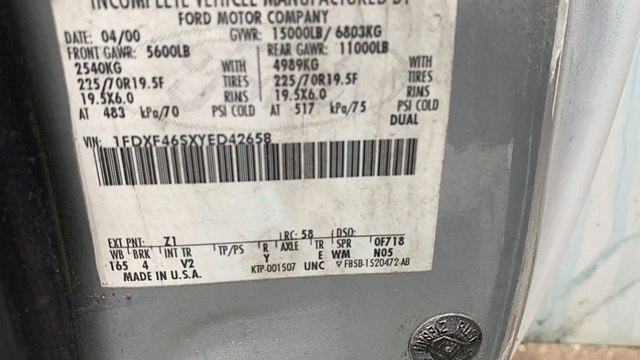 INCOMPLETE VEHICLE MANUFACTURED BY
FORD MOTOR COMPANY
DATE: 04/00 GVWR: 15000LB/ 6803KG
FRONT GAWR: 5600LB REAR GAWR: 11000LB
2540KG WITH 4989KG WITH
225/70R19.5F TIRES 225/70R19.5F TIRES
19.5X6.0 RINS 19.5X6.0 RINS
AT 483 kPa/70 PSI COLD AT 517 kPa/75 PSI COLD
DUAL
VIN: 1FDXF46SXYED42658
EXT PNT: Z1 RC: 58 DSO:
WB BRK INT TR TP/PS R AXLE TR SPR 0F718
165 4 V2 Y E WM N05
MADE IN U.S.A. KTP-001507 UNC ▽ F85B-1520472-AB